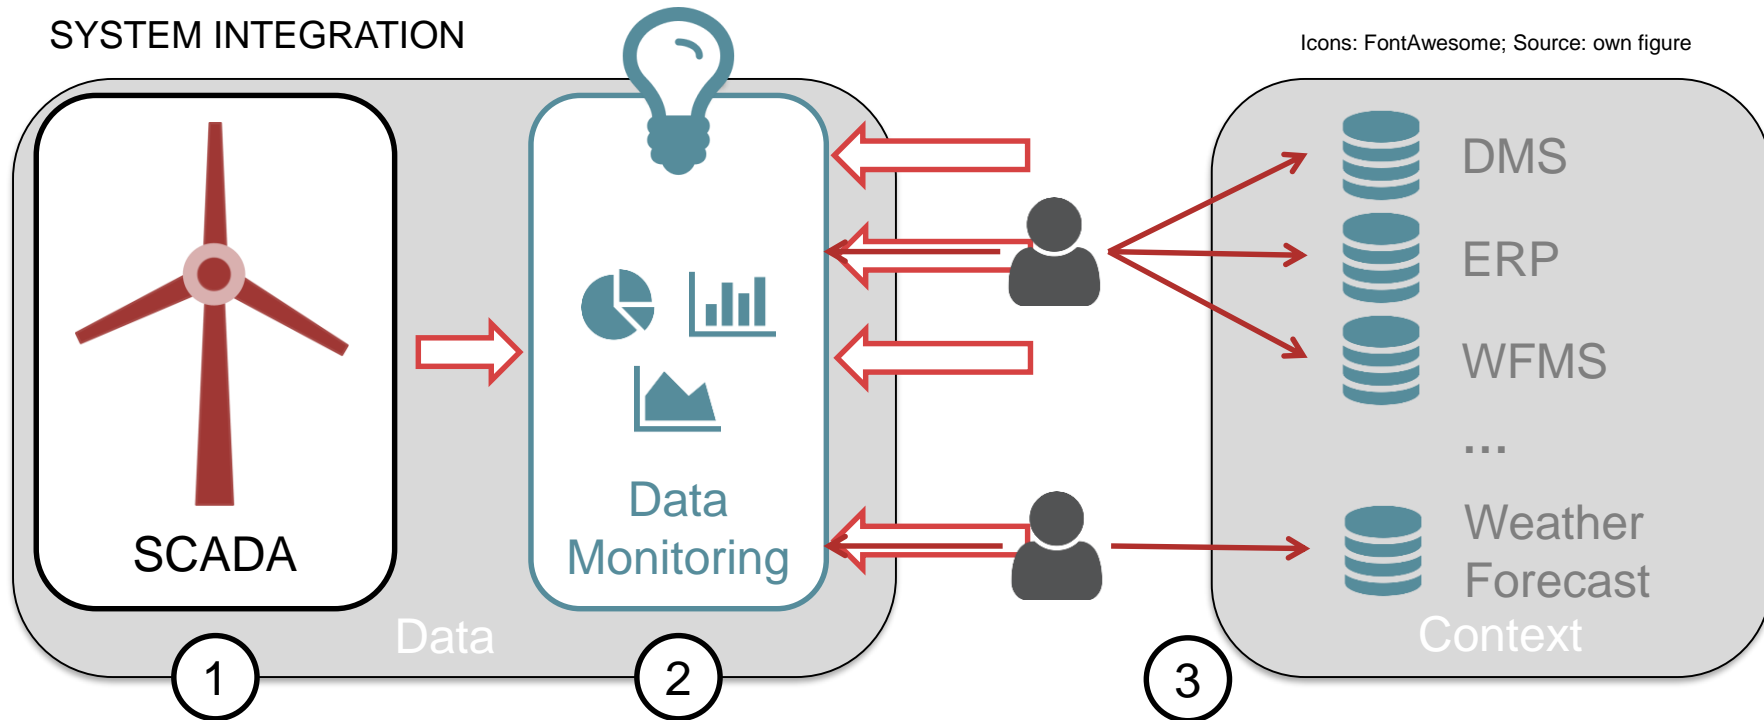 SYSTEM INTEGRATION
Icons: FontAwesome; Source: own figure
SCADA
Data
Monitoring
Data
DMS
ERP
WFMS
...
Weather
Forecast
Context
1
2
3